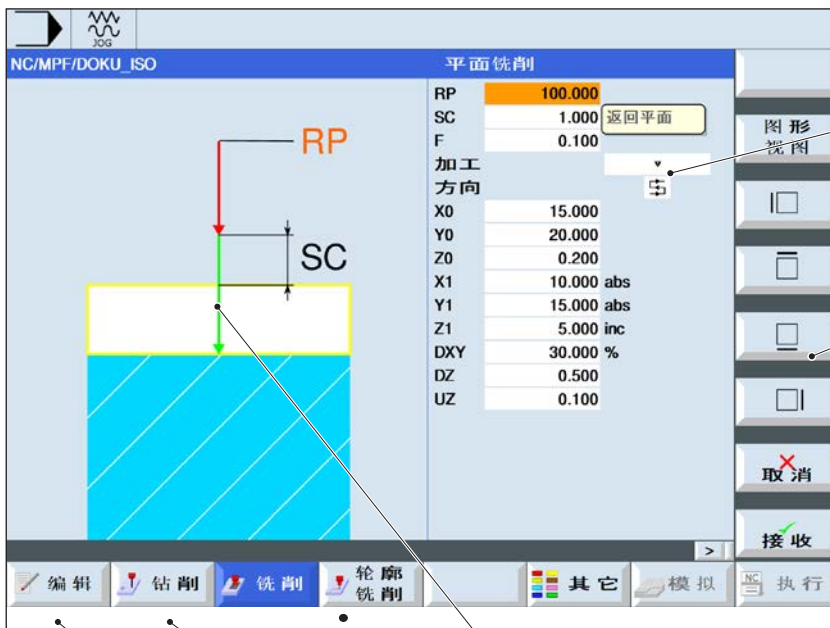 JOG
NC/MPF/DOKU_ISO
平面铣削
RP
SC
RP 100.000
SC 1.000 返回平面
F 0.100
加工
方向
X0 15.000
Y0 20.000
Z0 0.200
X1 10.000 abs
Y1 15.000 abs
Z1 5.000 inc
DXY 30.000 %
DZ 0.500
UZ 0.100
图形
视图
取消
接收
>
编辑
钻削
铣削
轮廓
铣削
其它
模拟
NC
执行